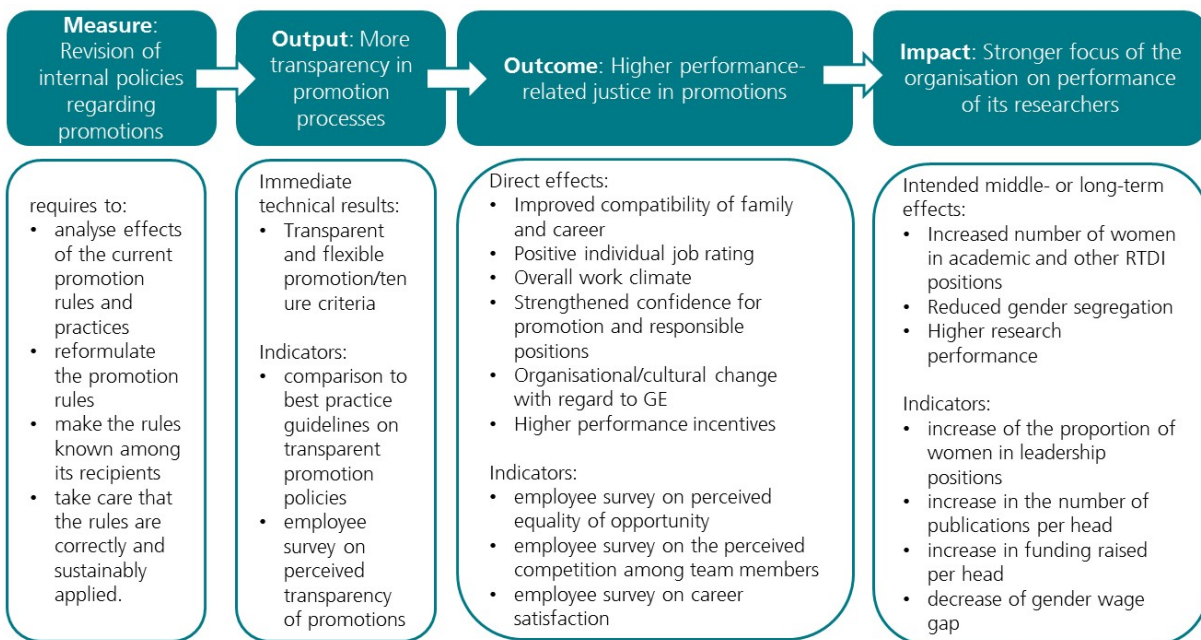 Measure:
Revision of
internal policies
regarding
promotions
Output: More
transparency in
promotion
processes
Outcome: Higher performance-
related justice in promotions
Impact: Stronger focus of the
organisation on performance
of its researchers
requires to:
• analyse effects
of the current
promotion
rules and
practices
• reformulate
the promotion
rules
• make the rules
known among
its recipients
• take care that
the rules are
correctly and
sustainably
applied.
Immediate
technical results:
• Transparent
and flexible
promotion/ten
ure criteria
Indicators:
• comparison to
best practice
guidelines on
transparent
promotion
policies
• employee
survey on
perceived
transparency
of promotions
Direct effects:
• Improved compatibility of family
and career
• Positive individual job rating
• Overall work climate
• Strengthened confidence for
promotion and responsible
positions
• Organisational/cultural change
with regard to GE
• Higher performance incentives
Indicators:
• employee survey on perceived
equality of opportunity
• employee survey on the perceived
competition among team members
• employee survey on career
satisfaction
Intended middle- or long-term
effects:
• Increased number of women
in academic and other RTDI
positions
• Reduced gender segregation
• Higher research
performance
Indicators:
• increase of the proportion of
women in leadership
positions
• increase in the number of
publications per head
• increase in funding raised
per head
• decrease of gender wage
gap